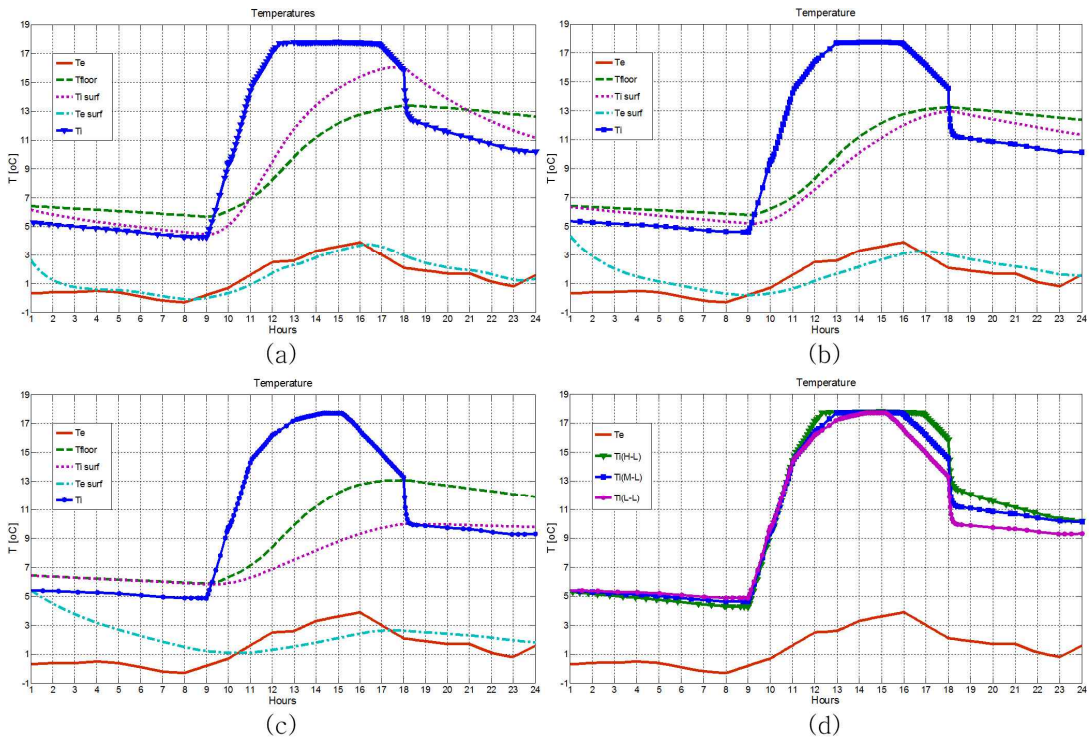 Temperatures
T [oC]
19
17
15
13
11
9
7
5
3
1
-1
Te
Tfloor
Ti surf
Te surf
Ti
1 2 3 4 5 6 7 8 9 10 11 12 13 14 15 16 17 18 19 20 21 22 23 24
Hours
(a)
Temperature
T [oC]
19
17
15
13
11
9
7
5
3
1
-1
Te
Tfloor
Ti surf
Te surf
Ti
1 2 3 4 5 6 7 8 9 10 11 12 13 14 15 16 17 18 19 20 21 22 23 24
Hours
(b)
Temperature
T [oC]
19
17
15
13
11
9
7
5
3
1
-1
Te
Tfloor
Ti surf
Te surf
Ti
1 2 3 4 5 6 7 8 9 10 11 12 13 14 15 16 17 18 19 20 21 22 23 24
Hours
(c)
Temperature
T [oC]
19
17
15
13
11
9
7
5
3
1
-1
Te
Ti(H-L)
Ti(M-L)
Ti(L-L)
1 2 3 4 5 6 7 8 9 10 11 12 13 14 15 16 17 18 19 20 21 22 23 24
Hours
(d)